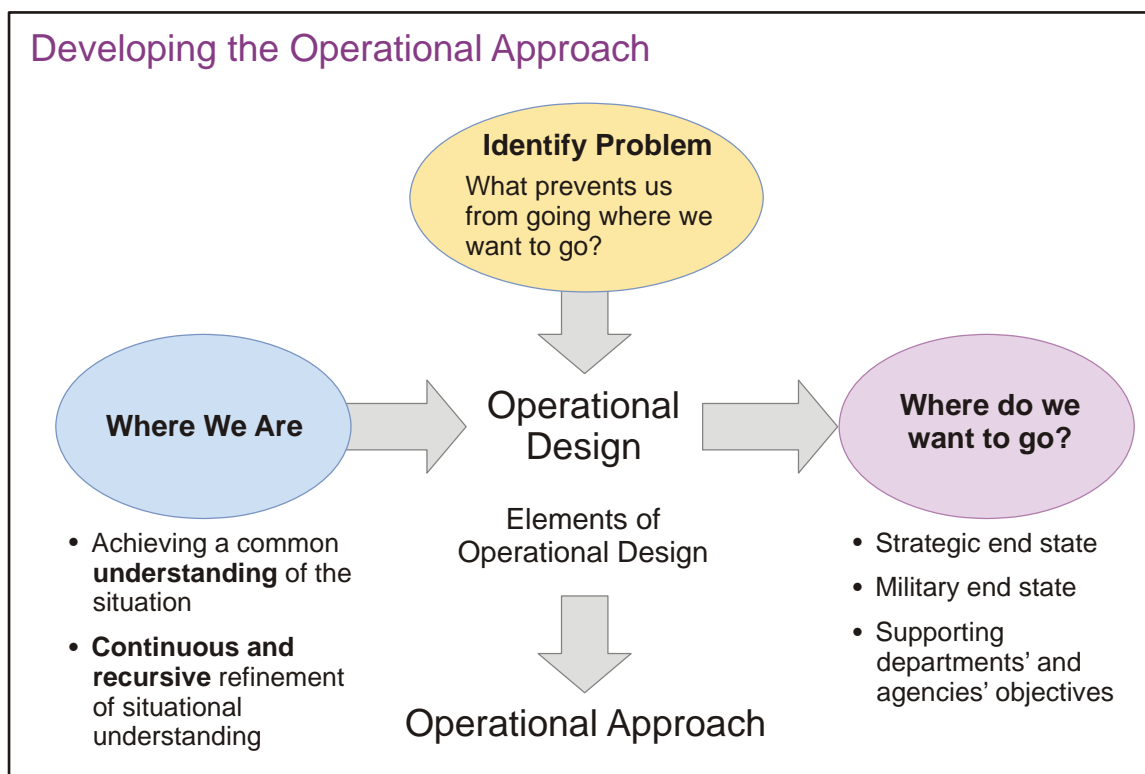 Developing the Operational Approach
Identify Problem
What prevents us
from going where we
want to go?
Where We Are
Operational
Design
Where do we
want to go?
Elements of
Operational Design
• Achieving a common
understanding of the
situation
• Continuous and
recursive refinement
of situational
understanding
• Strategic end state
• Military end state
• Supporting
departments’ and
agencies’ objectives
Operational Approach